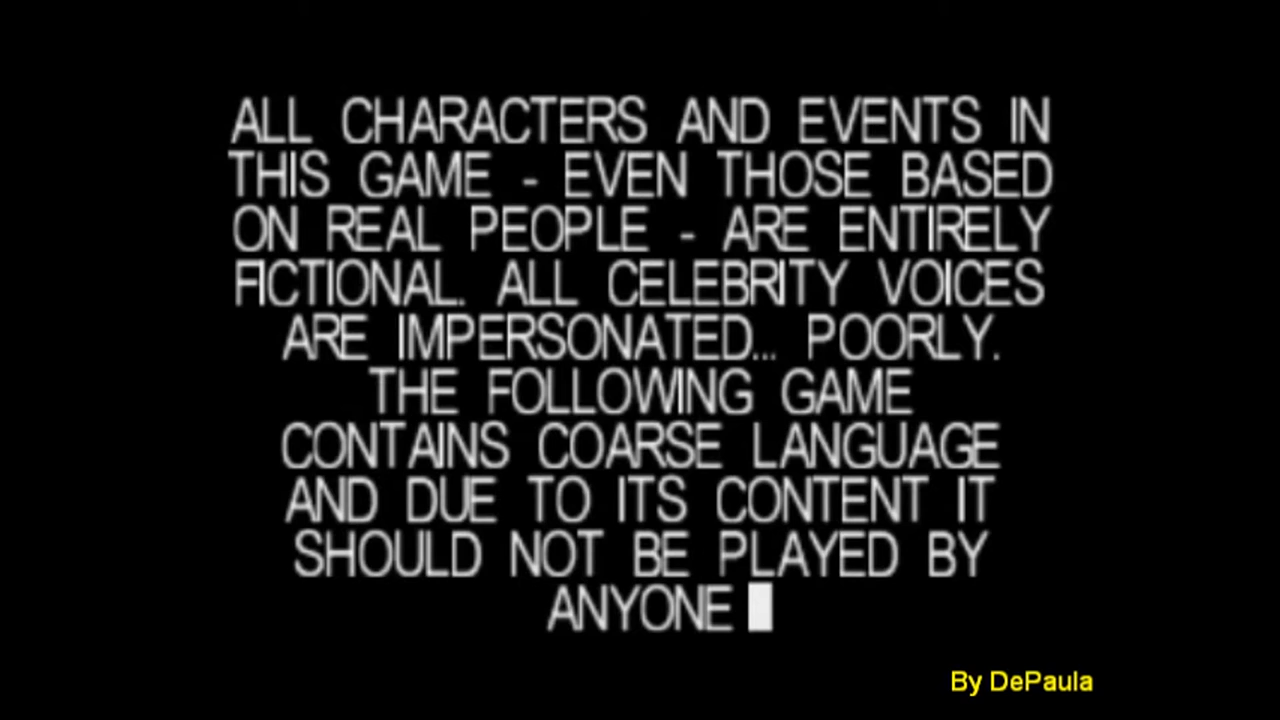 ALL CHARACTERS AND EVENTS IN
THIS GAME - EVEN THOSE BASED
ON REAL PEOPLE - ARE ENTIRELY
FICTIONAL. ALL CELEBRITY VOICES
ARE IMPERSONATED... POORLY.
THE FOLLOWING GAME
CONTAINS COARSE LANGUAGE
AND DUE TO ITS CONTENT IT
SHOULD NOT BE PLAYED BY
ANYONE
By DePaula